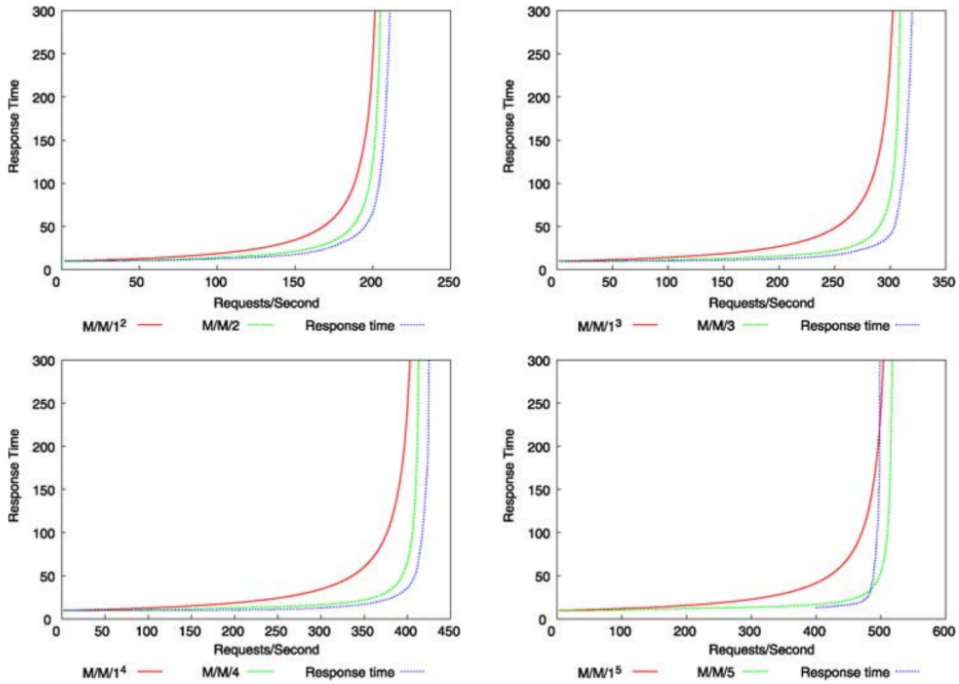 300
250
200
150
100
50
0
Response Time
0 50 100 150 200 250
Requests/Second
M/M/1² M/M/2 Response time
300
250
200
150
100
50
0
Response Time
0 50 100 150 200 250 300 350
Requests/Second
M/M/1³ M/M/3 Response time
300
250
200
150
100
50
0
Response Time
0 50 100 150 200 250 300 350 400 450
Requests/Second
M/M/1⁴ M/M/4 Response time
300
250
200
150
100
50
0
Response Time
0 100 200 300 400 500 600
Requests/Second
M/M/1⁵ M/M/5 Response time